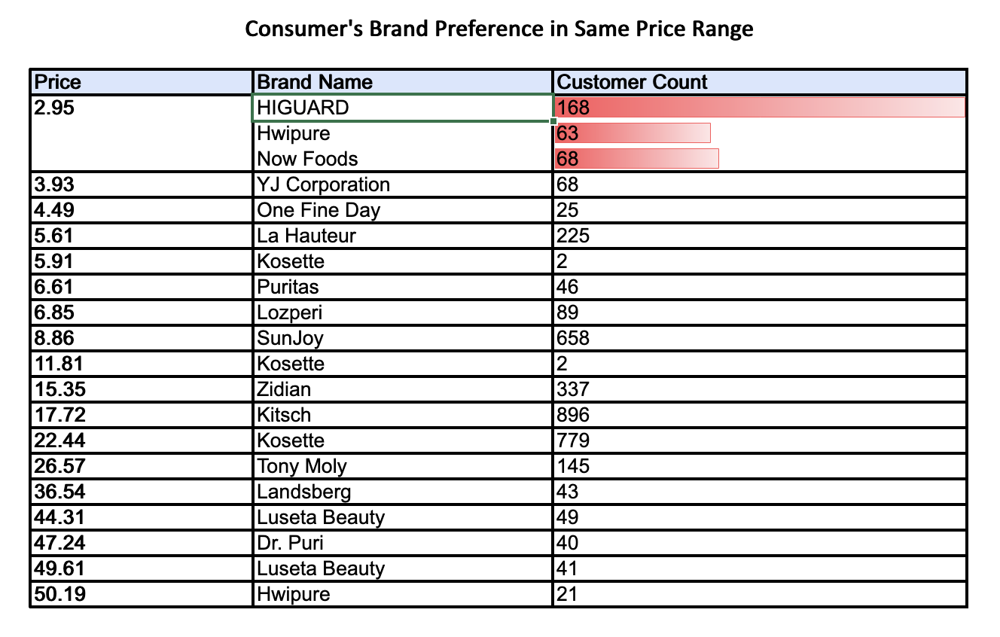 Consumer's Brand Preference in Same Price Range
Price Brand Name Customer Count
2.95 HIGUARD 168
Hwipure 63
Now Foods 68
3.93 YJ Corporation 68
4.49 One Fine Day 25
5.61 La Hauteur 225
5.91 Kosette 2
6.61 Puritas 46
6.85 Lozperi 89
8.86 SunJoy 658
11.81 Kosette 2
15.35 Zidian 337
17.72 Kitsch 896
22.44 Kosette 779
26.57 Tony Moly 145
36.54 Landsberg 43
44.31 Luseta Beauty 49
47.24 Dr. Puri 40
49.61 Luseta Beauty 41
50.19 Hwipure 21